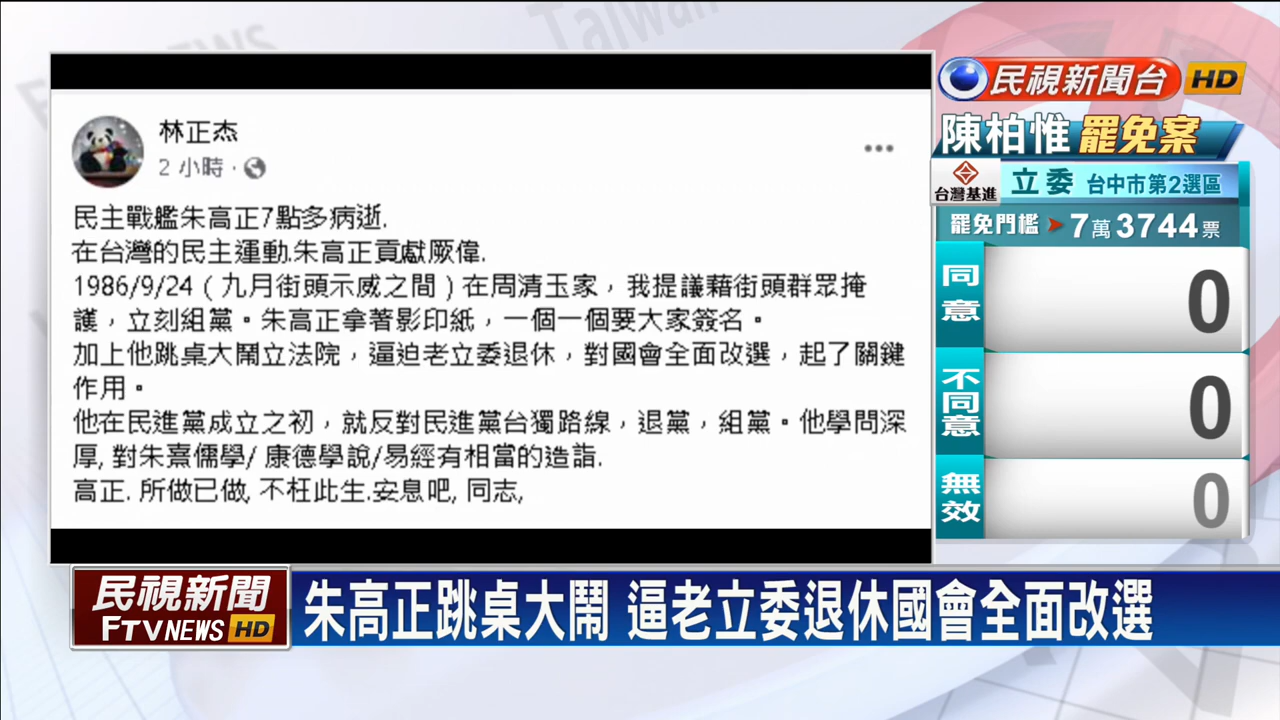 Taiwan
NEWS
林正杰
2 小時
民主戰艦朱高正7點多病逝.
在台灣的民主運動.朱高正貢獻厥偉.
1986/9/24（九月街頭示威之間）在周清玉家，我提議藉街頭群眾掩
護，立刻組黨。朱高正拿著影印紙，一個一個要大家簽名。
加上他跳桌大鬧立法院，逼迫老立委退休，對國會全面改選，起了關鍵
作用。
他在民進黨成立之初，就反對民進黨台獨路線，退黨，組黨。他學問深
厚, 對朱熹儒學/ 康德學說/易經有相當的造詣.
高正. 所做已做, 不枉此生.安息吧, 同志,
民視新聞台 HD
陳柏惟 罷免案
台灣基進
立委 台中市第2選區
罷免門檻 7萬3744票
同意 0
不同意 0
無效 0
民視新聞
FTVNEWS HD
朱高正跳桌大鬧 逼老立委退休國會全面改選